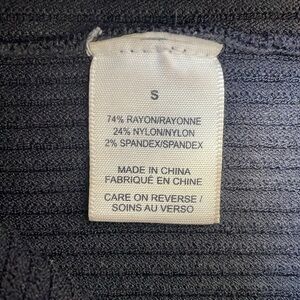 S
74% RAYON/RAYONNE
24% NYLON/NYLON
2% SPANDEX/SPANDEX
MADE IN CHINA
FABRIQUÉ EN CHINE
CARE ON REVERSE /
SOINS AU VERSO